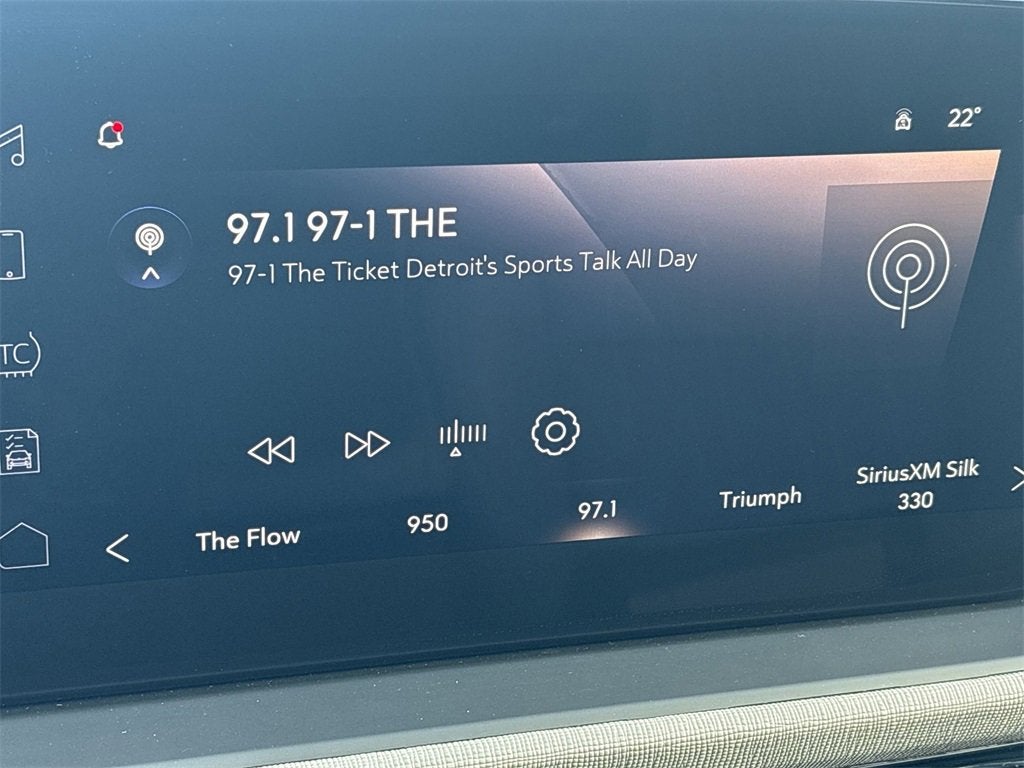 22°
97.1 97-1 THE
97-1 The Ticket Detroit's Sports Talk All Day
TC
The Flow
950
97.1
Triumph
SiriusXM Silk
330